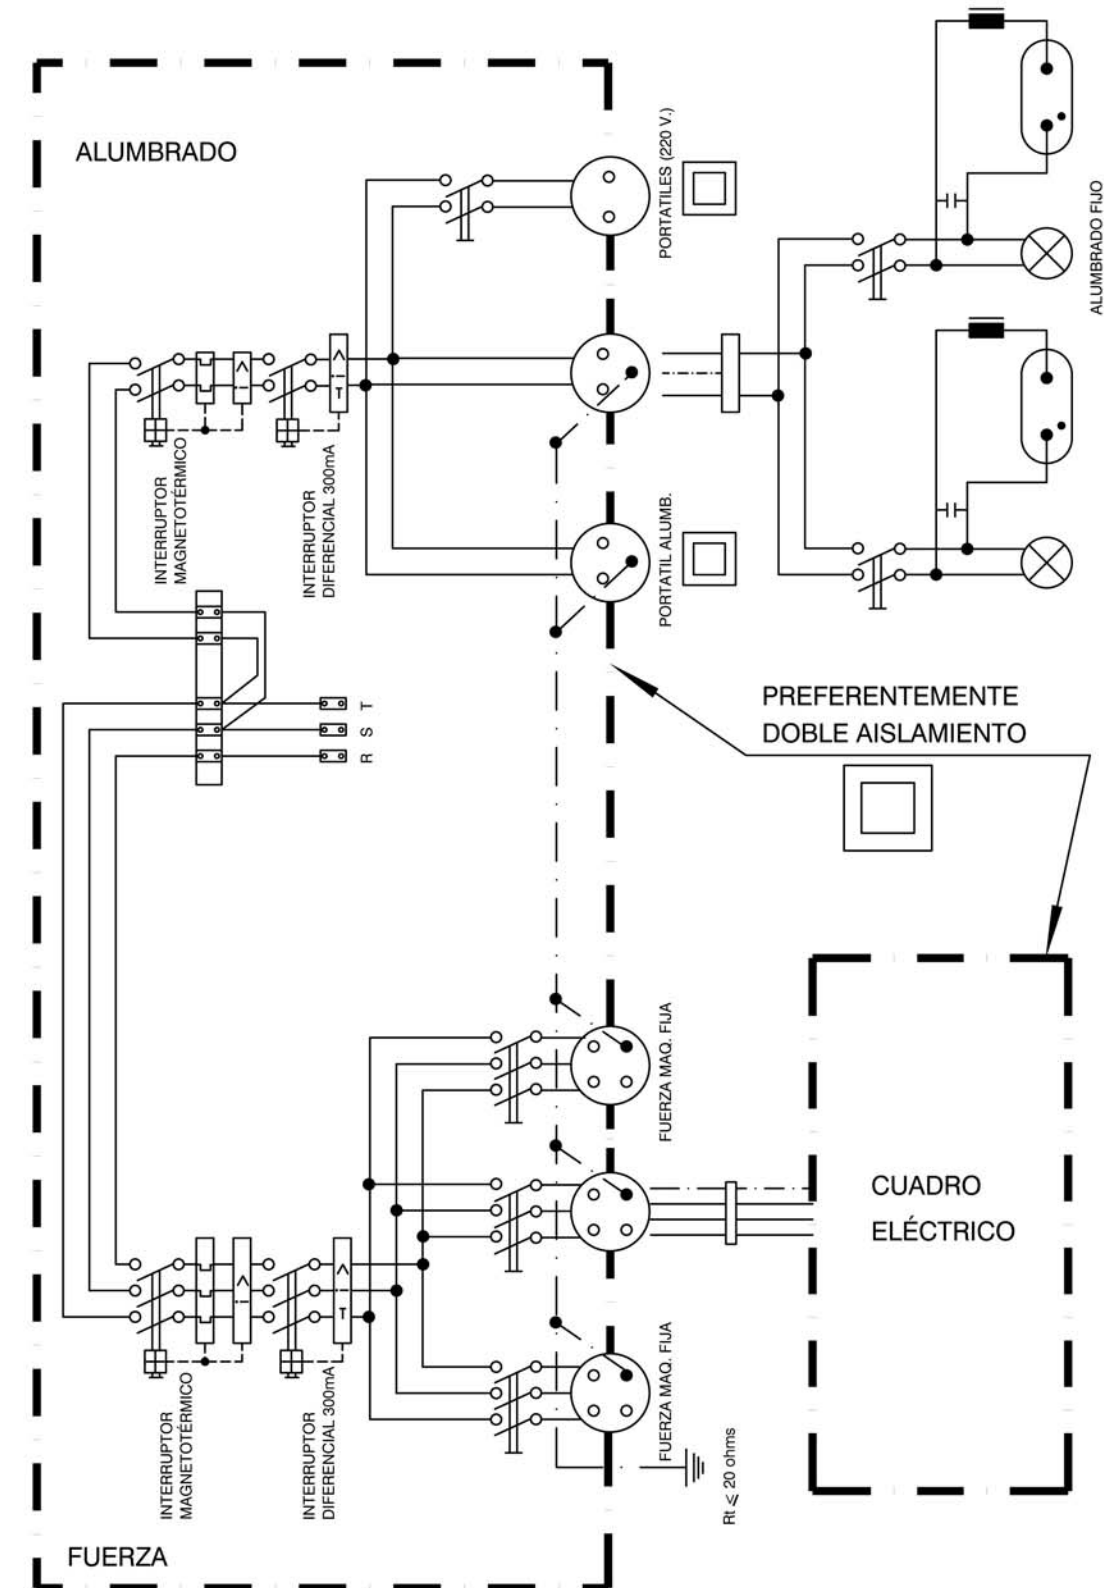 ALUMBRADO
PORTATILES (220 V.)
ALUMBRADO FIJO
INTERRUPTOR
MAGNETOTÉRMICO
INTERRUPTOR
DIFERENCIAL 300mA
PORTATIL ALUMB.
T
S
R
PREFERENTEMENTE
DOBLE AISLAMIENTO
FUERZA MAQ. FIJA
CUADRO
ELÉCTRICO
INTERRUPTOR
MAGNETOTÉRMICO
INTERRUPTOR
DIFERENCIAL 300mA
FUERZA MAQ. FIJA
Rt ⩽ 20 ohms
FUERZA